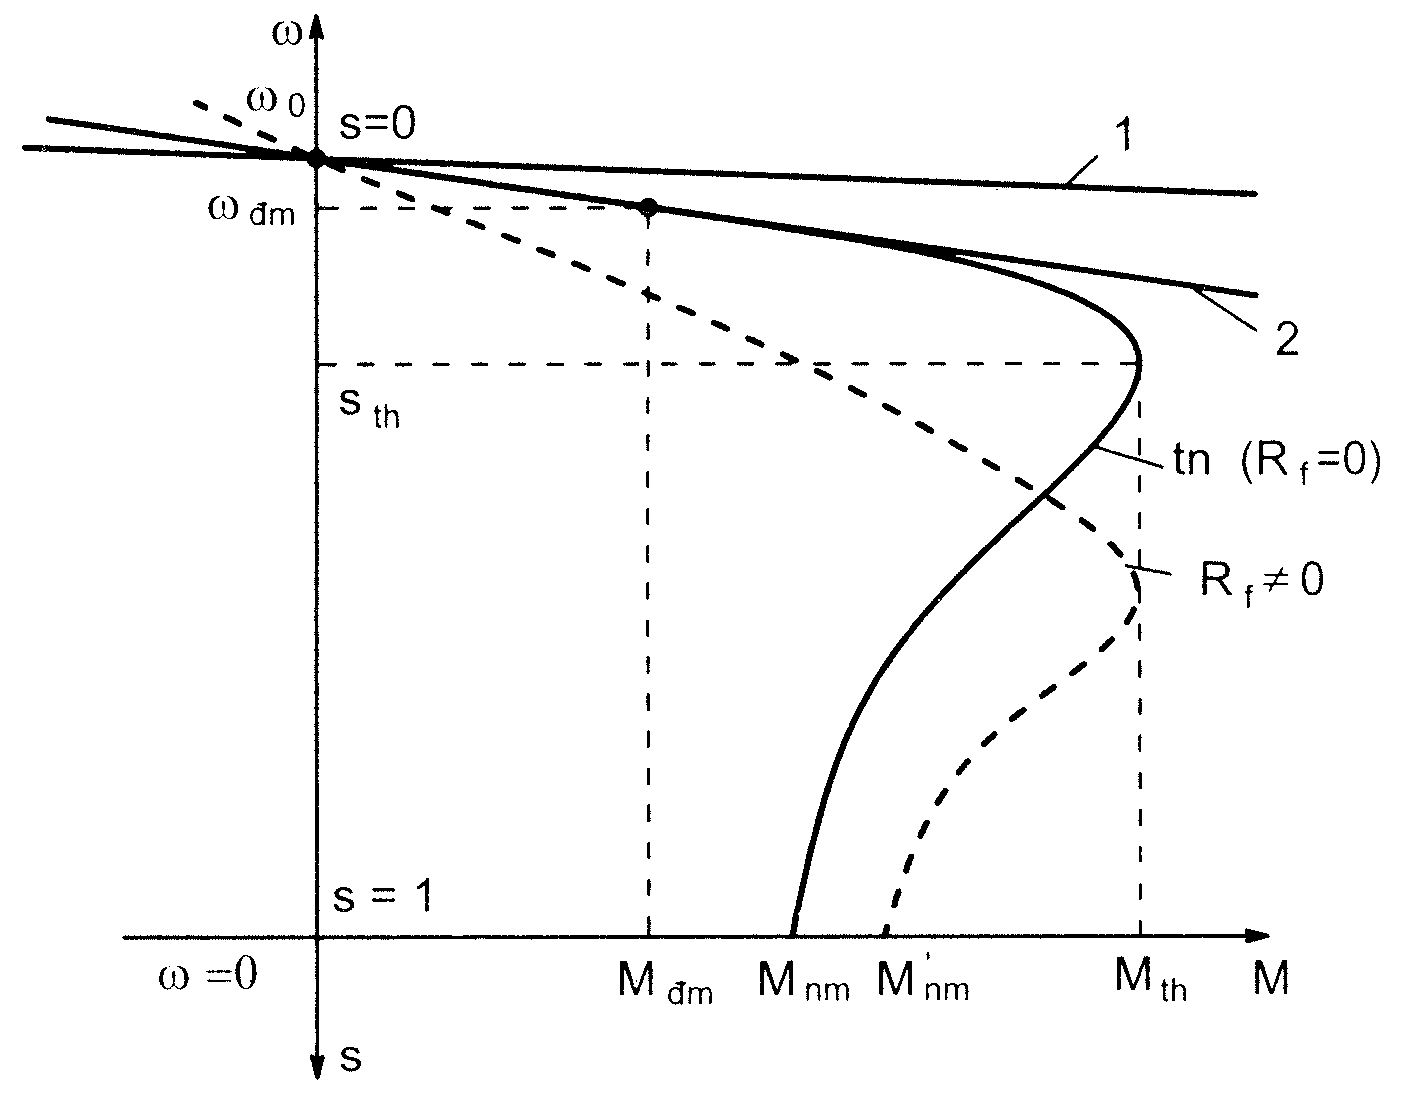 ω
ω 0
s=0
1
ω đm
2
s th
tn (R f =0)
R f ≠ 0
s = 1
ω =0
M đm
M nm
M' nm
M th
M
s